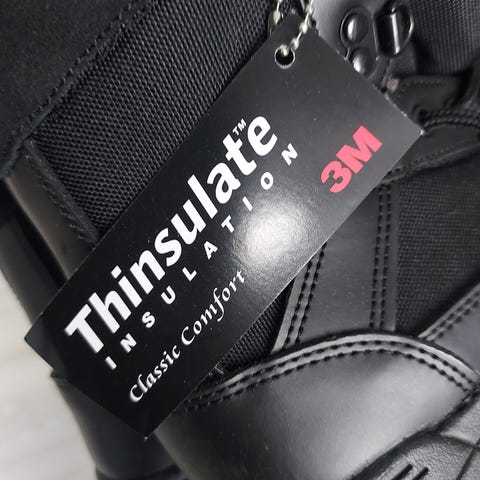 Thinsulate™
INSULATION
Classic Comfort
3M